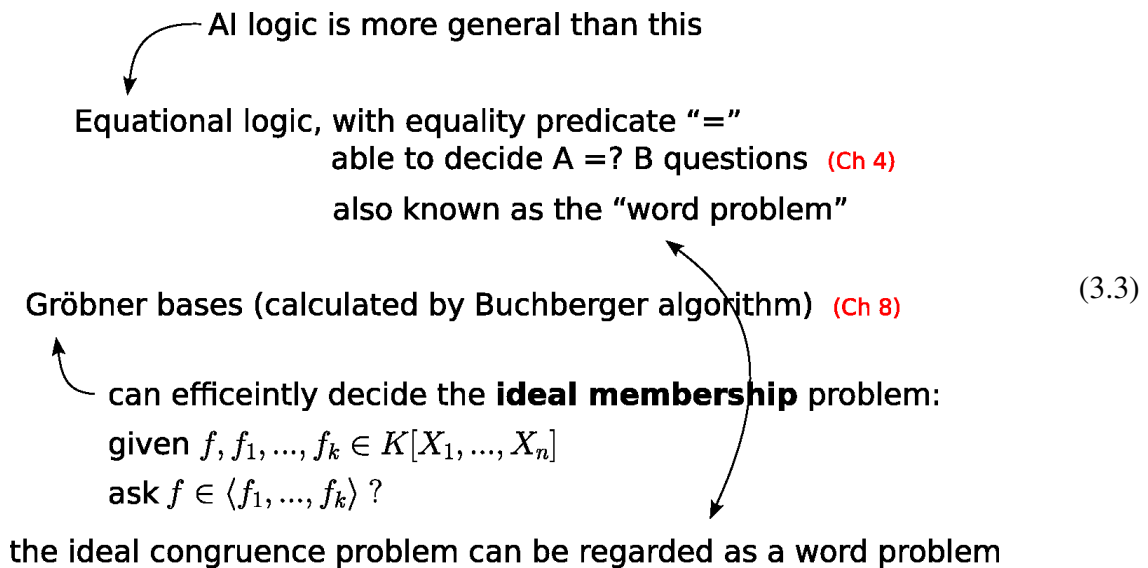 AI logic is more general than this
Equational logic, with equality predicate “=”
able to decide A =? B questions (Ch 4)
also known as the “word problem”
(3.3)
Gröbner bases (calculated by Buchberger algorithm) (Ch 8)
can efficeintly decide the ideal membership problem:
given f, f₁, ..., fₖ ∈ K[X₁, ..., Xₙ]
ask f ∈ ⟨f₁, ..., fₖ⟩ ?
the ideal congruence problem can be regarded as a word problem